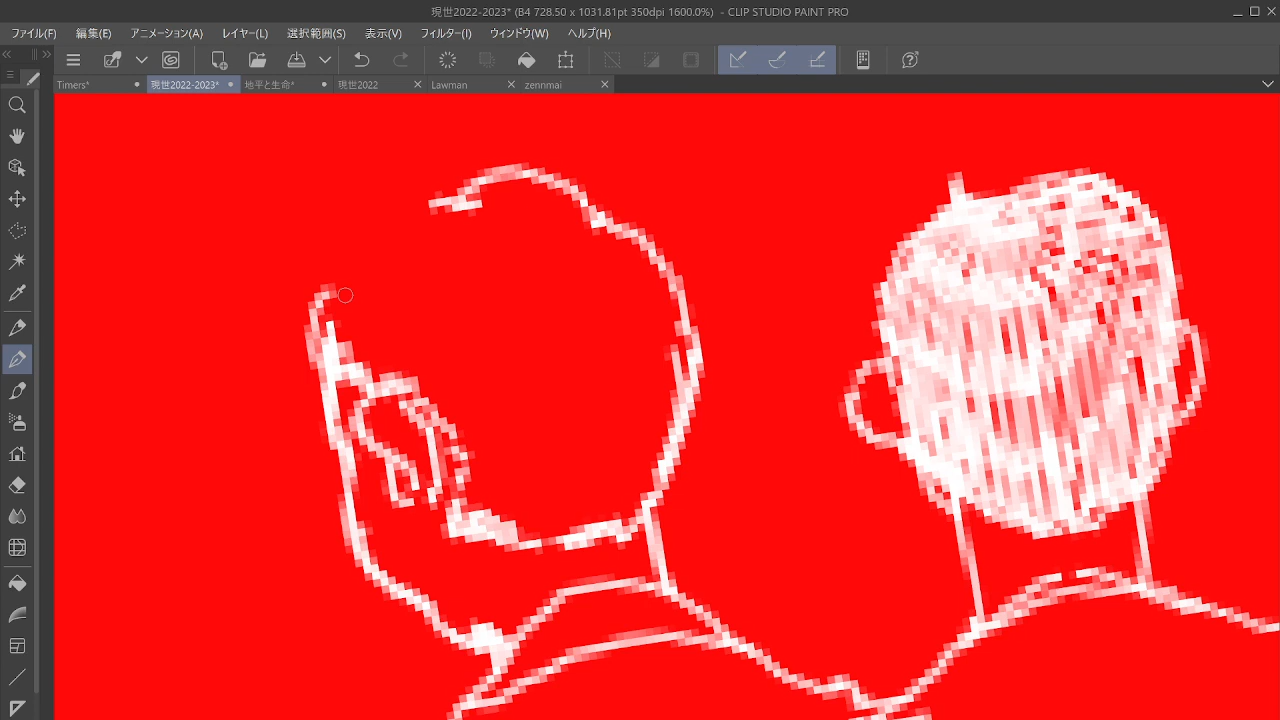 現世2022-2023* (B4 728.50 x 1031.81pt 350dpi 1600.0%) - CLIP STUDIO PAINT PRO
ファイル(F) 編集(E) アニメーション(A) レイヤー(L) 選択範囲(S) 表示(V) フィルター(I) ウィンドウ(W) ヘルプ(H)
Timers* 現世2022-2023* 地平と生命* 現世2022 Lawman zennmai